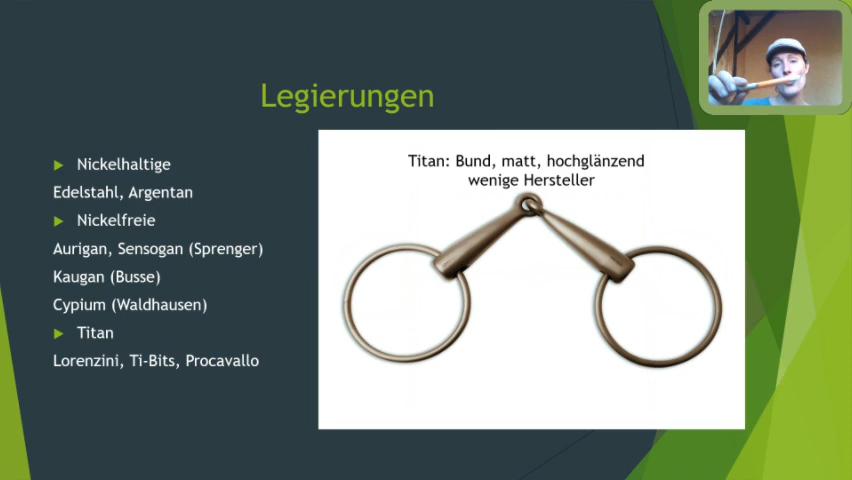 Legierungen
Nickelhaltige
Edelstahl, Argentan
Nickelfreie
Aurigan, Sensogan (Sprenger)
Kaugan (Busse)
Cypium (Waldhausen)
Titan
Lorenzini, Ti-Bits, Procavallo
Titan: Bund, matt, hochglänzend
wenige Hersteller